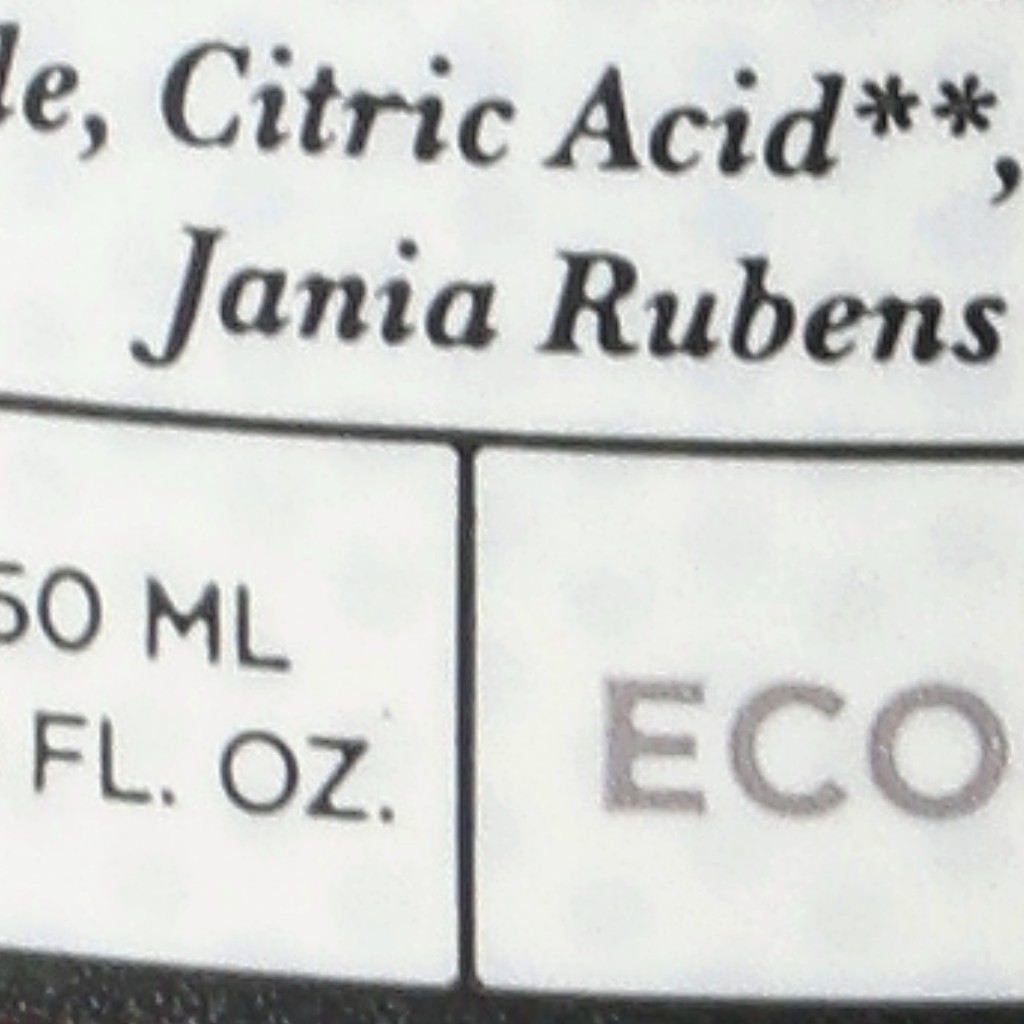 le, Citric Acid**,
Jania Rubens
50 ML
FL. OZ.
ECO